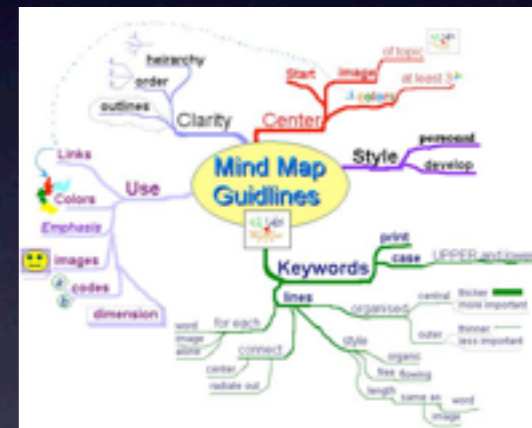 Mind Map
Guidlines
Start
image
of topic
at least 3
colors
Center
Style
personal
develop
Keywords
print
case
UPPER and lower
lines
organised
central
thicker
more important
outer
thinner
less important
style
organic
free flowing
length
same as
word
image
for each
word
image
alone
connect
center
radiate out
Use
Links
Colors
Emphasis
images
codes
a
b
dimension
Clarity
heirarchy
order
outlines